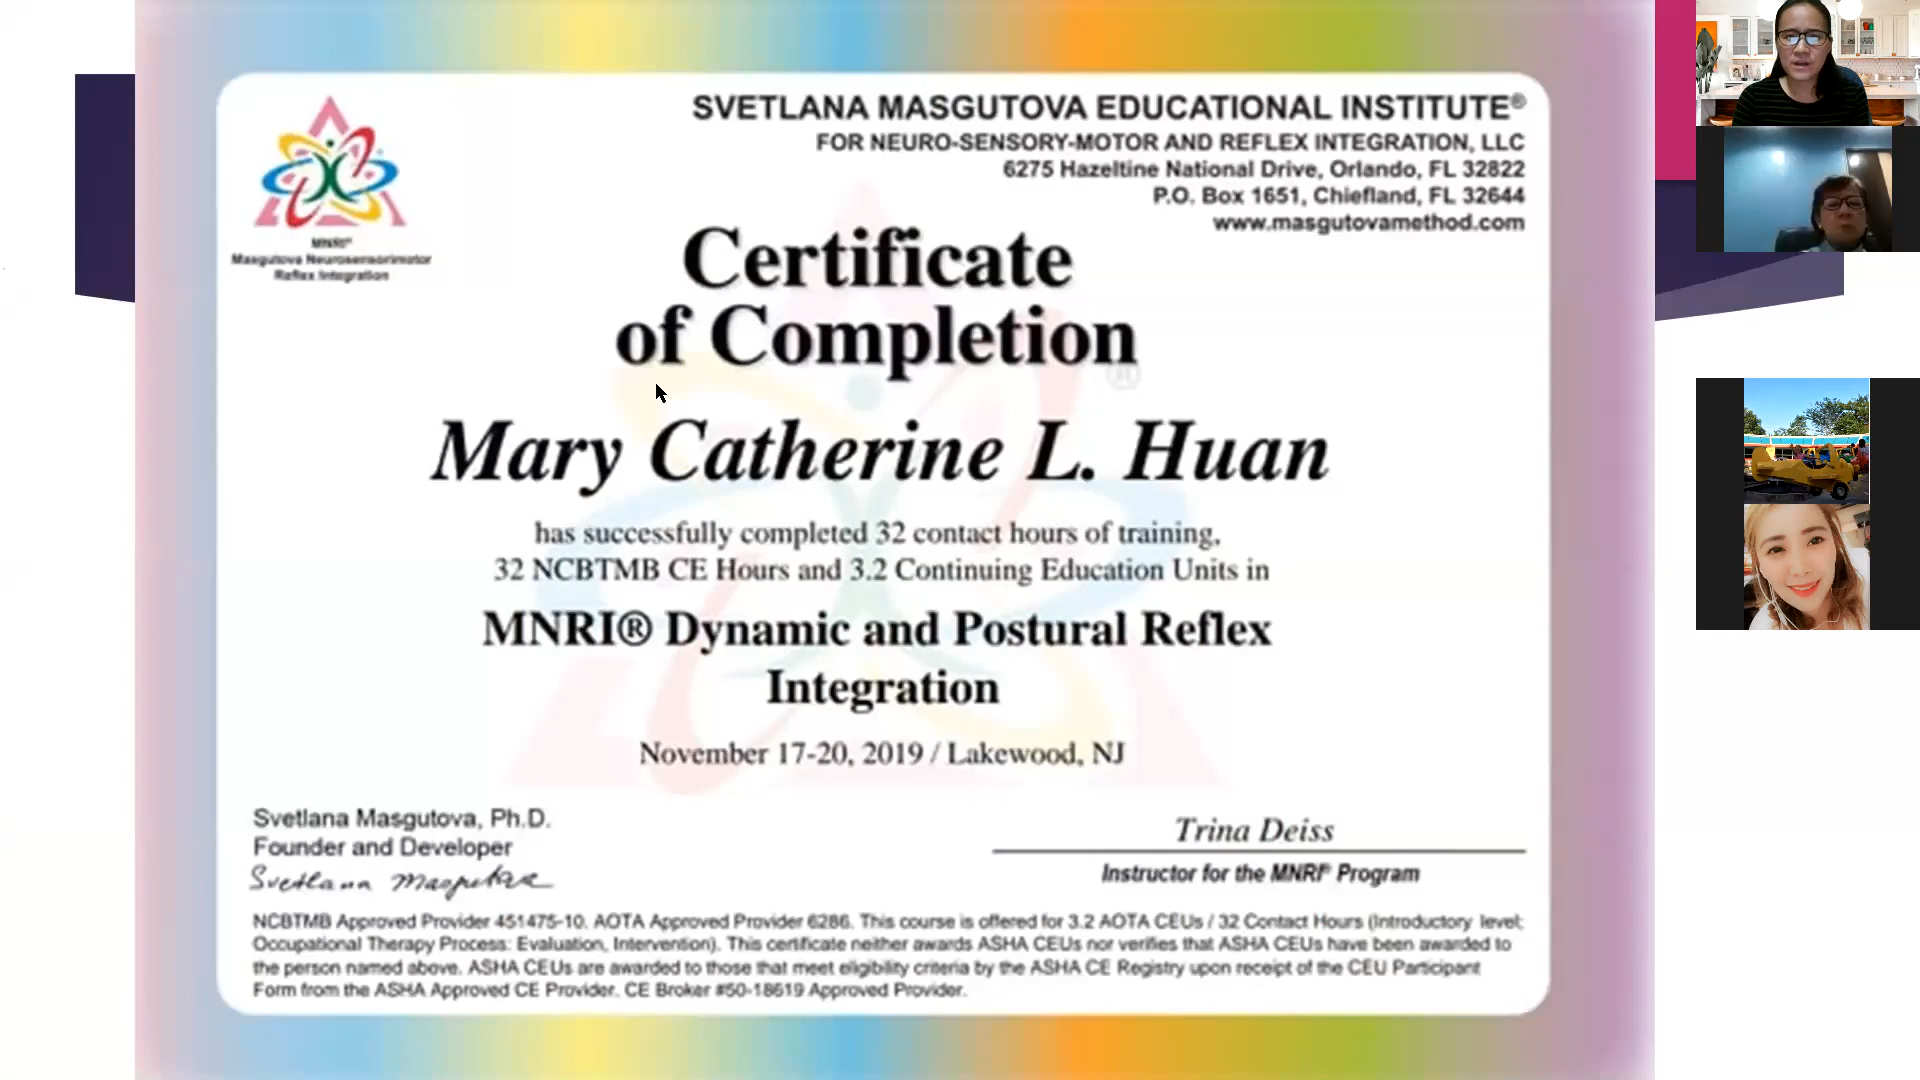 SVETLANA MASGUTOVA EDUCATIONAL INSTITUTE®
FOR NEURO-SENSORY-MOTOR AND REFLEX INTEGRATION, LLC
6275 Hazeltine National Drive, Orlando, FL 32822
P.O. Box 1651, Chiefland, FL 32644
www.masgutovamethod.com
MNRI®
Masgutova Neurosensorimotor
Reflex Integration
Certificate
of Completion
Mary Catherine L. Huan
has successfully completed 32 contact hours of training,
32 NCBTMB CE Hours and 3.2 Continuing Education Units in
MNRI® Dynamic and Postural Reflex
Integration
November 17-20, 2019 / Lakewood, NJ
Svetlana Masgutova, Ph.D.
Founder and Developer
Svetlana Masgutova
Trina Deiss
Instructor for the MNRI® Program
NCBTMB Approved Provider 451475-10. AOTA Approved Provider 6286. This course is offered for 3.2 AOTA CEUs / 32 Contact Hours (Introductory level;
Occupational Therapy Process: Evaluation, Intervention). This certificate neither awards ASHA CEUs nor verifies that ASHA CEUs have been awarded to
the person named above. ASHA CEUs are awarded to those that meet eligibility criteria by the ASHA CE Registry upon receipt of the CEU Participant
Form from the ASHA Approved CE Provider. CE Broker #50-18619 Approved Provider.